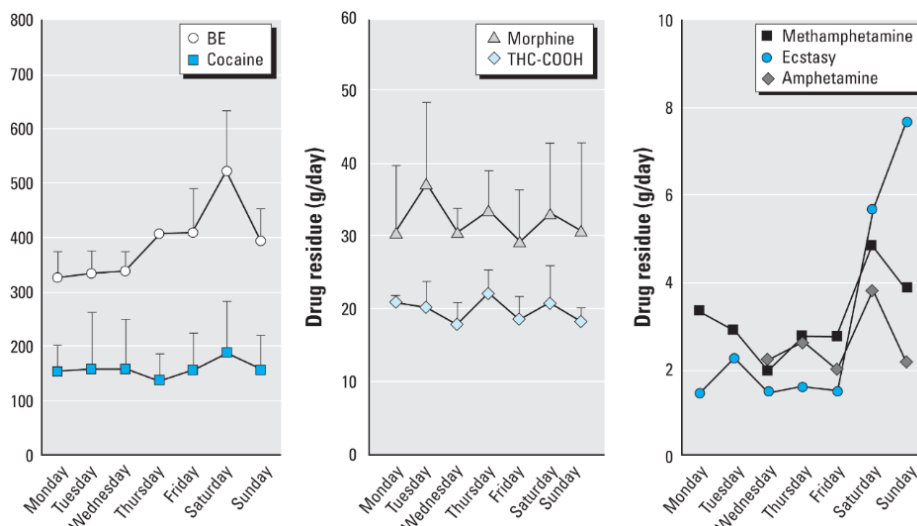 800
700
600
500
400
300
200
100
0
BE
Cocaine
Monday
Tuesday
Wednesday
Thursday
Friday
Saturday
Sunday
Drug residue (g/day)
60
50
40
30
20
10
0
Morphine
THC-COOH
Monday
Tuesday
Wednesday
Thursday
Friday
Saturday
Sunday
Drug residue (g/day)
10
8
6
4
2
0
Methamphetamine
Ecstasy
Amphetamine
Monday
Tuesday
Wednesday
Thursday
Friday
Saturday
Sunday